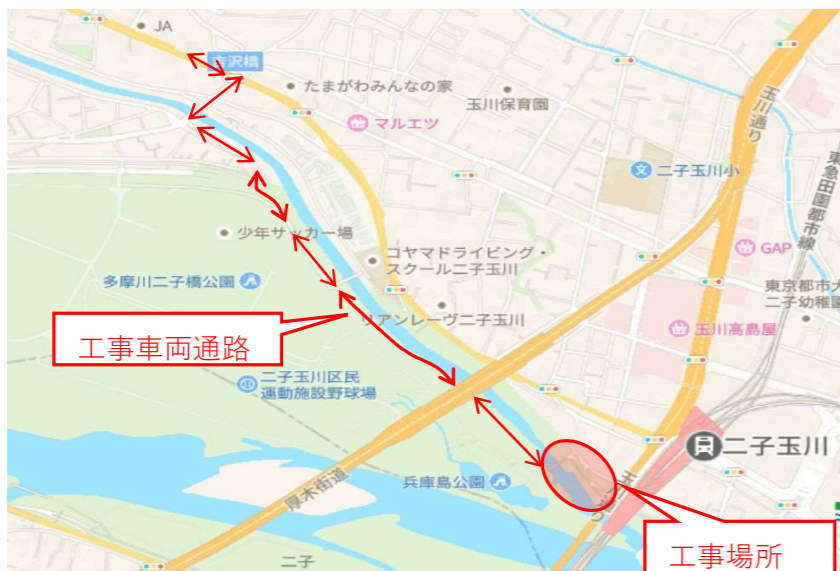 JA
吉沢橋
たまがわみんなの家
玉川保育園
マルエツ
玉川通り
東急田園都市線
二子玉川小
少年サッカー場
コヤマドライビング・
スクール二子玉川
GAP
多摩川二子橋公園
東京都市大
二子幼稚園
リアンレーヴ二子玉川
工事車両通路
玉川高島屋
二子玉川区民
運動施設野球場
二子玉川
兵庫島公園
厚木街道
工事場所
二子